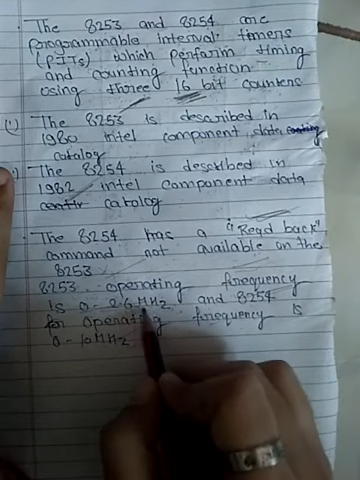 The 8253 and 8254 are
programmable interval timers
(PITs) which perform timing
and counting function
using three 16 bit counters
(i) The 8253 is described in
1980 intel component data
catalog
The 8254 is described in
1982 intel component data
catalog
The 8254 has a "Read back"
command not available on the
8253
8253 operating frequency
is 0-2.6 MHz and 8254
for operating frequency is
0-10MHz